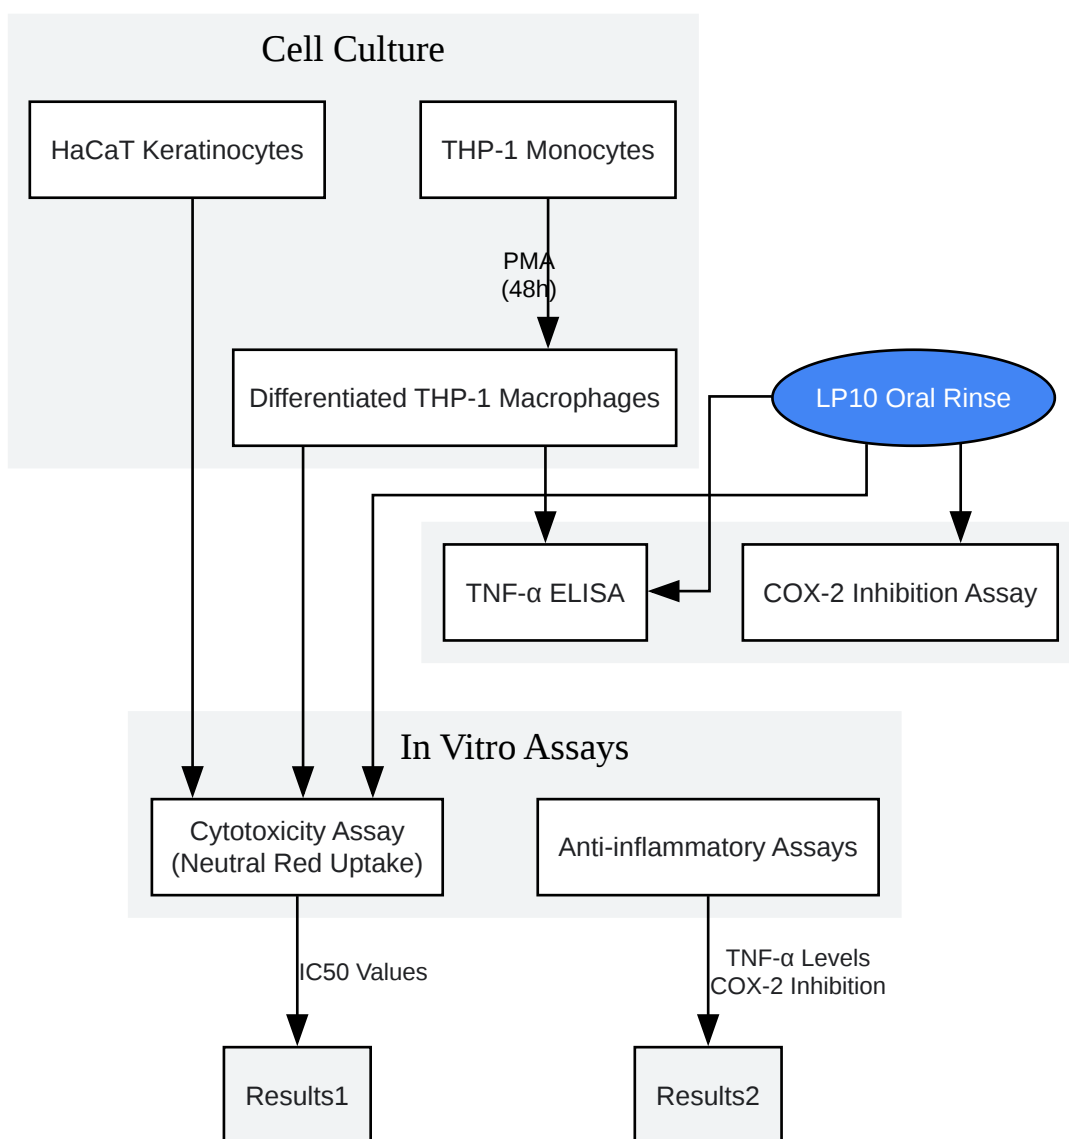 Cell Culture
HaCaT Keratinocytes
THP-1 Monocytes
PMA
(48h)
Differentiated THP-1 Macrophages
LP10 Oral Rinse
TNF-α ELISA
COX-2 Inhibition Assay
In Vitro Assays
Cytotoxicity Assay
(Neutral Red Uptake)
Anti-inflammatory Assays
IC50 Values
TNF-α Levels
COX-2 Inhibition
Results1
Results2